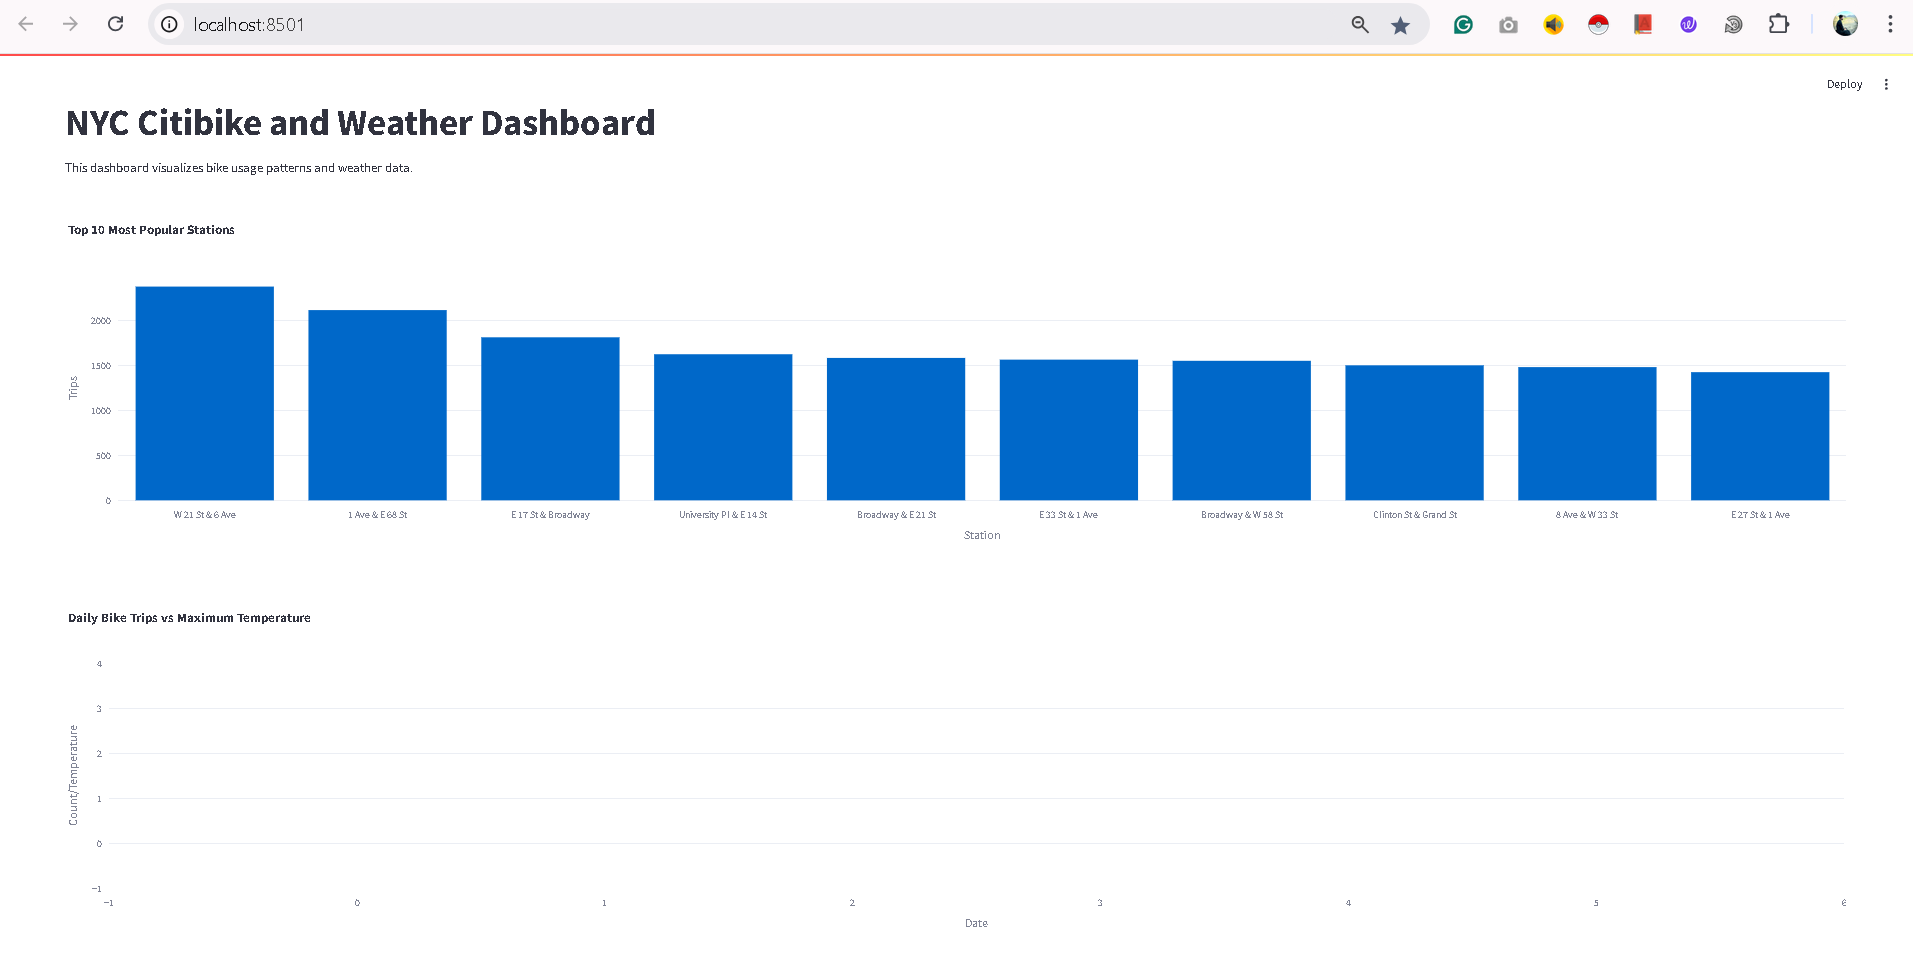 localhost:8501
Deploy
NYC Citibike and Weather Dashboard
This dashboard visualizes bike usage patterns and weather data.
Top 10 Most Popular Stations
2000
1500
1000
500
0
Trips
W 21 St & 6 Ave
1 Ave & E 68 St
E 17 St & Broadway
University Pl & E 14 St
Broadway & E 21 St
E 33 St & 1 Ave
Broadway & W 58 St
Clinton St & Grand St
8 Ave & W 33 St
E 27 St & 1 Ave
Station
Daily Bike Trips vs Maximum Temperature
4
3
2
1
0
−1
Count/Temperature
−1 0 1 2 3 4 5 6
Date